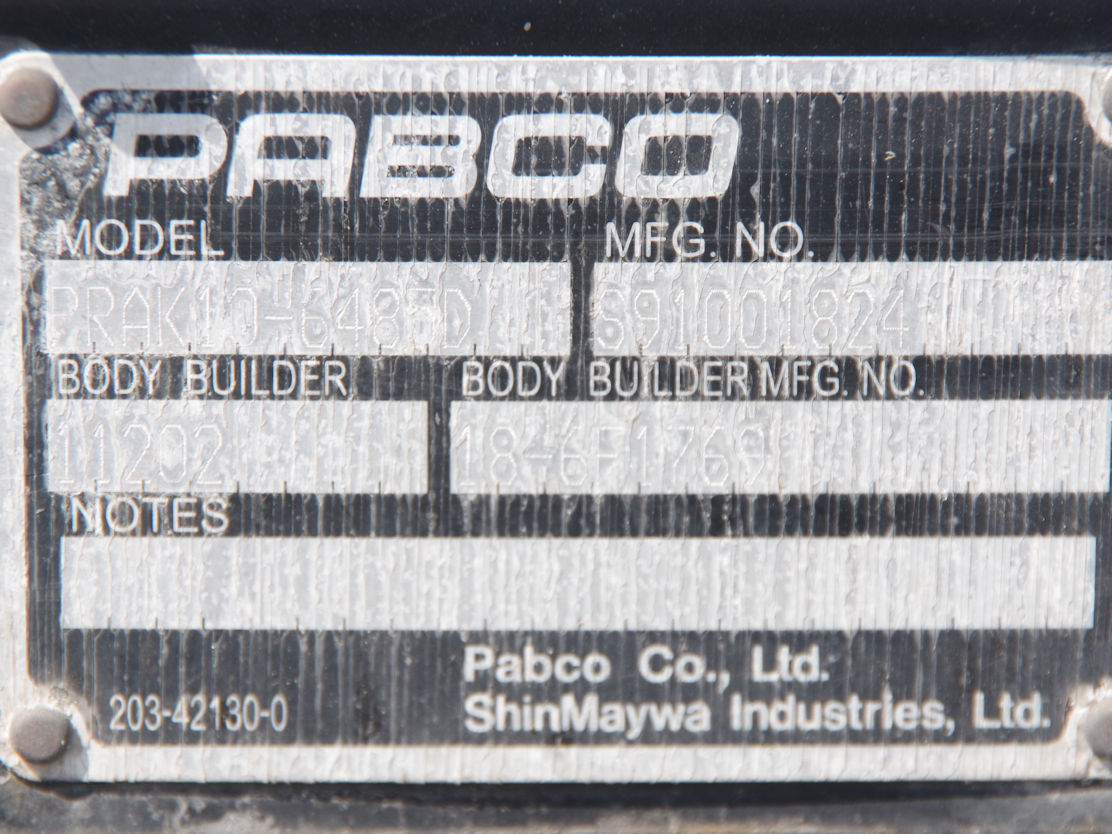 PABCO
MODEL MFG. NO.
PRAK10-6485D S91001824
BODY BUILDER BODY BUILDER MFG. NO.
11202 18-6F1769
NOTES
Pabco Co., Ltd.
203-42130-0 ShinMaywa Industries, Ltd.